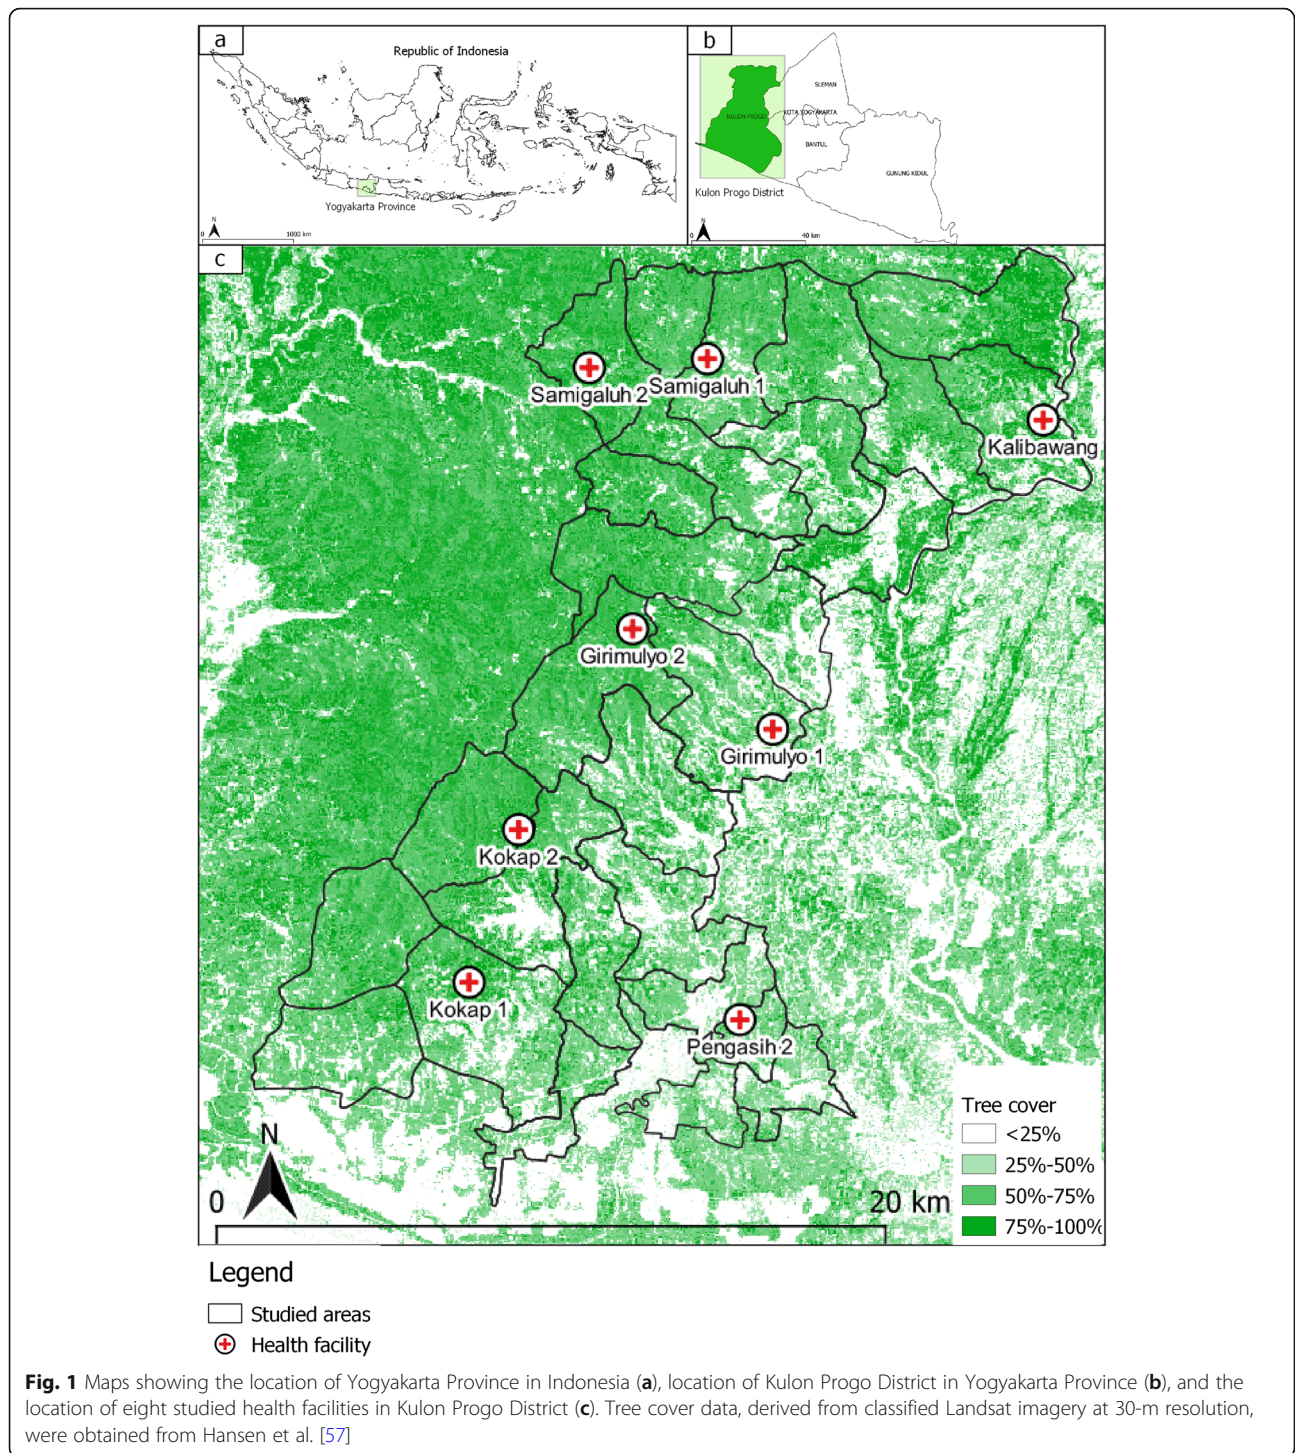 a
Republic of Indonesia
Yogyakarta Province
N
0 1000 km
b
SLEMAN
KULON PROGO
KOTA YOGYAKARTA
BANTUL
GUNUNG KIDUL
Kulon Progo District
N
0 40 km
c
Samigaluh 2
Samigaluh 1
Kalibawang
Girimulyo 2
Girimulyo 1
Kokap 2
Kokap 1
Pengasih 2
N
0 20 km
Tree cover
<25%
25%-50%
50%-75%
75%-100%
Legend
Studied areas
Health facility
Fig. 1 Maps showing the location of Yogyakarta Province in Indonesia (a), location of Kulon Progo District in Yogyakarta Province (b), and the
location of eight studied health facilities in Kulon Progo District (c). Tree cover data, derived from classified Landsat imagery at 30-m resolution,
were obtained from Hansen et al. [57]